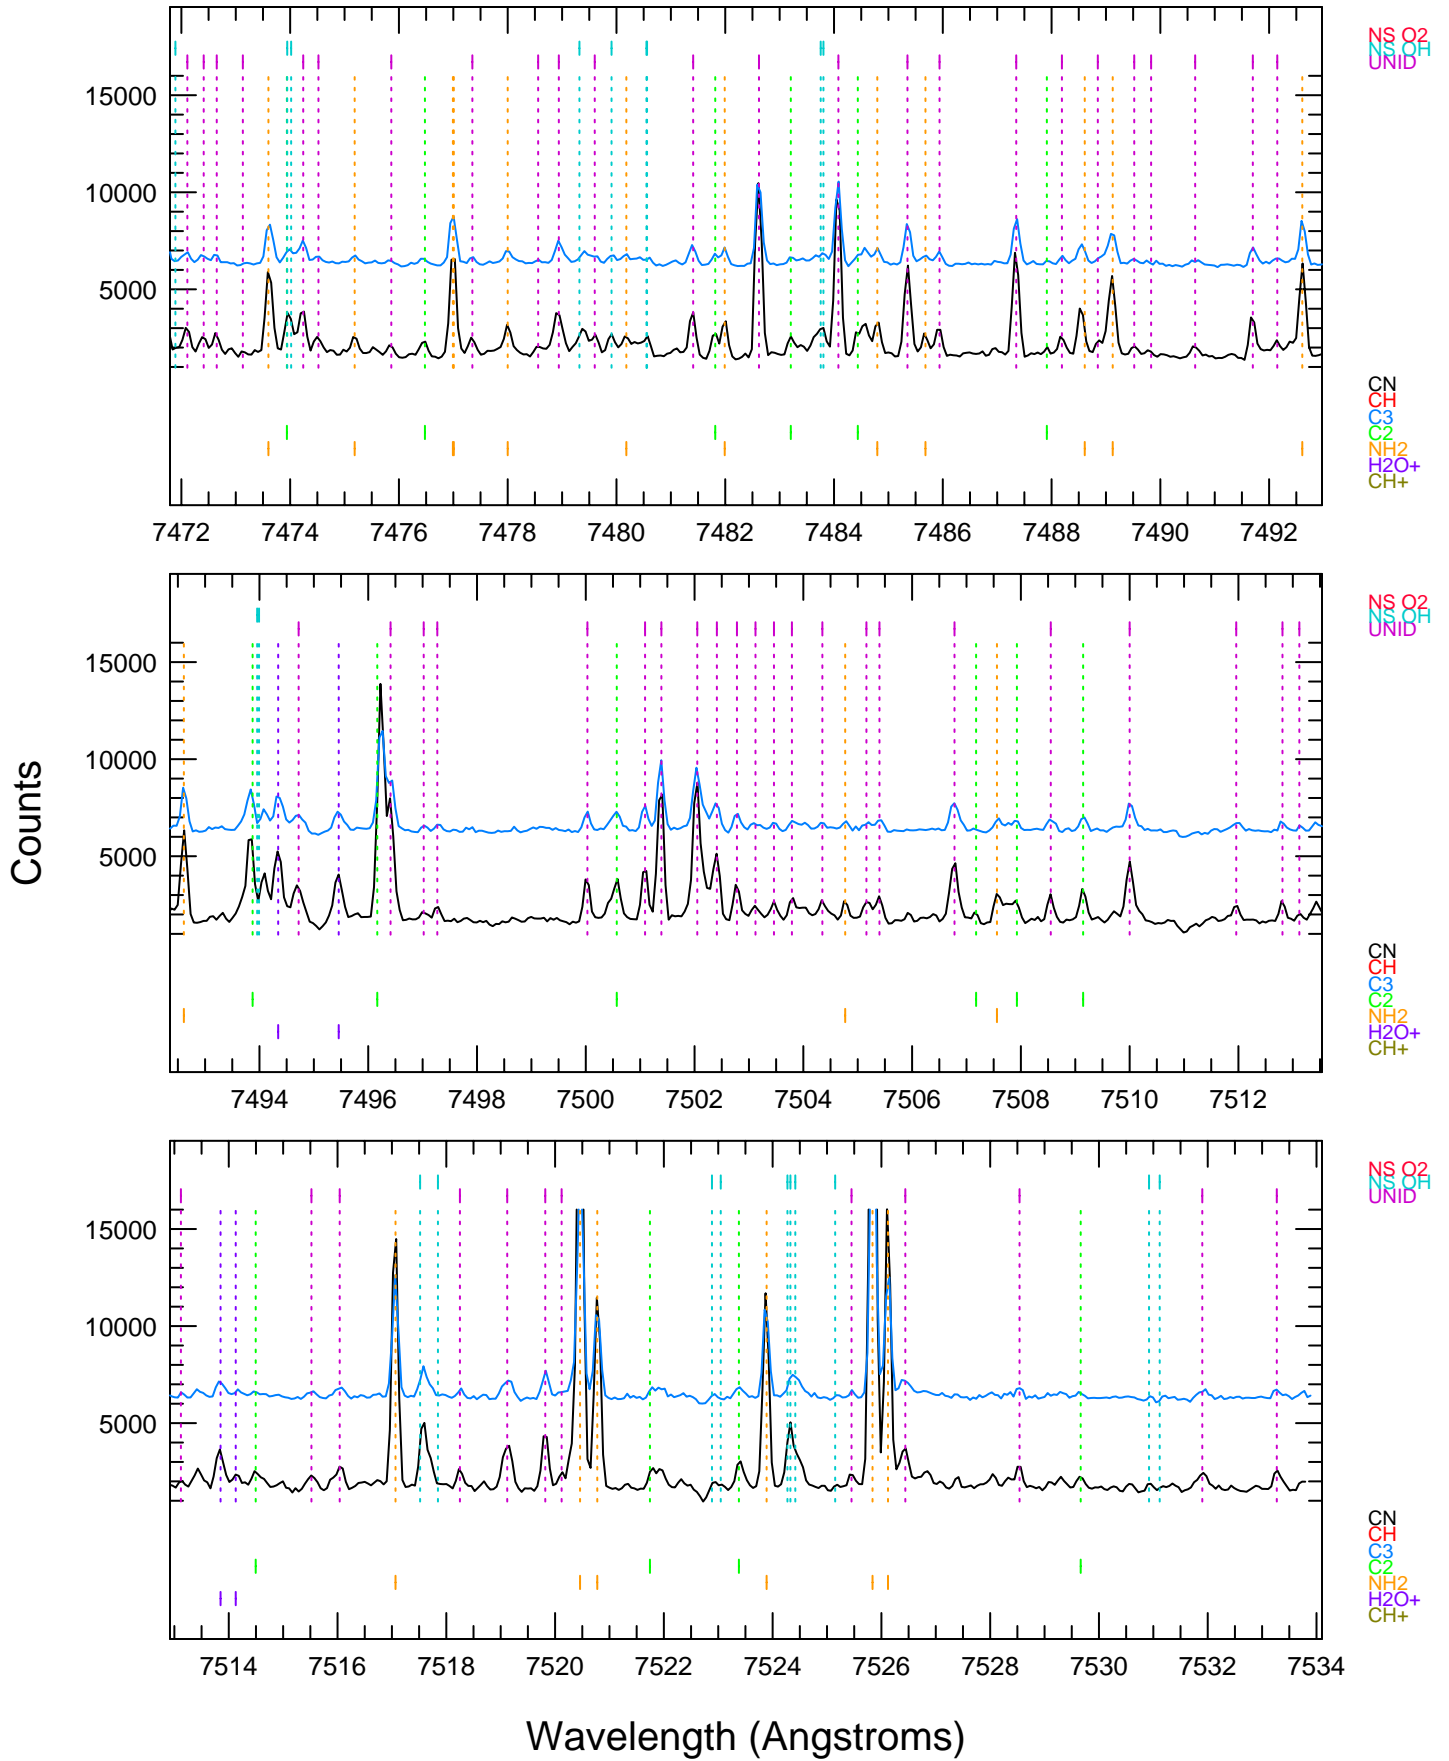 NS O2
NS OH
UNID
15000
10000
5000
CN
CH
C3
C2
NH2
H2O+
CH+
7472 7474 7476 7478 7480 7482 7484 7486 7488 7490 7492
NS O2
NS OH
UNID
15000
10000
5000
Counts
CN
CH
C3
C2
NH2
H2O+
CH+
7494 7496 7498 7500 7502 7504 7506 7508 7510 7512
NS O2
NS OH
UNID
15000
10000
5000
CN
CH
C3
C2
NH2
H2O+
CH+
7514 7516 7518 7520 7522 7524 7526 7528 7530 7532 7534
Wavelength (Angstroms)